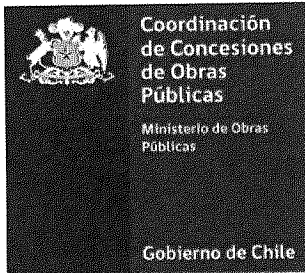 Coordinación
de Concesiones
de Obras
Públicas
Ministerio de Obras
Públicas
Gobierno de Chile